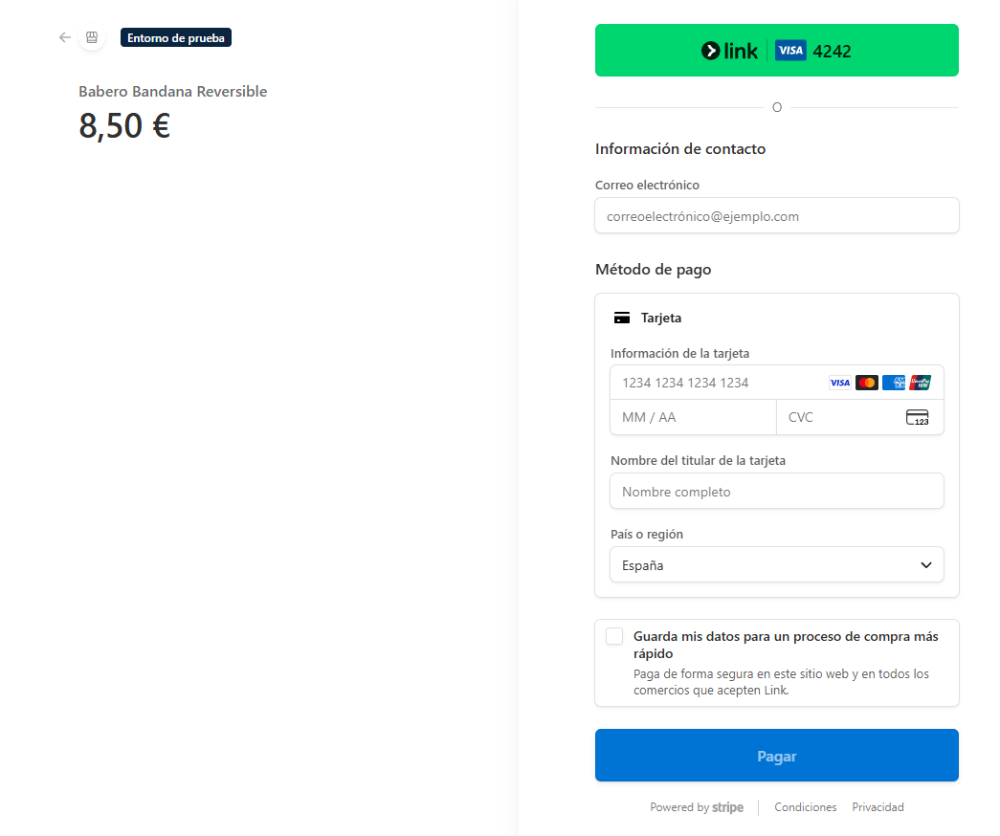 Entorno de prueba
Babero Bandana Reversible
8,50 €
link VISA 4242
O
Información de contacto
Correo electrónico
correoelectrónico@ejemplo.com
Método de pago
Tarjeta
Información de la tarjeta
1234 1234 1234 1234 VISA
MM / AA CVC 123
Nombre del titular de la tarjeta
Nombre completo
País o región
España
Guarda mis datos para un proceso de compra más
rápido
Paga de forma segura en este sitio web y en todos los
comercios que acepten Link.
Pagar
Powered by stripe Condiciones Privacidad